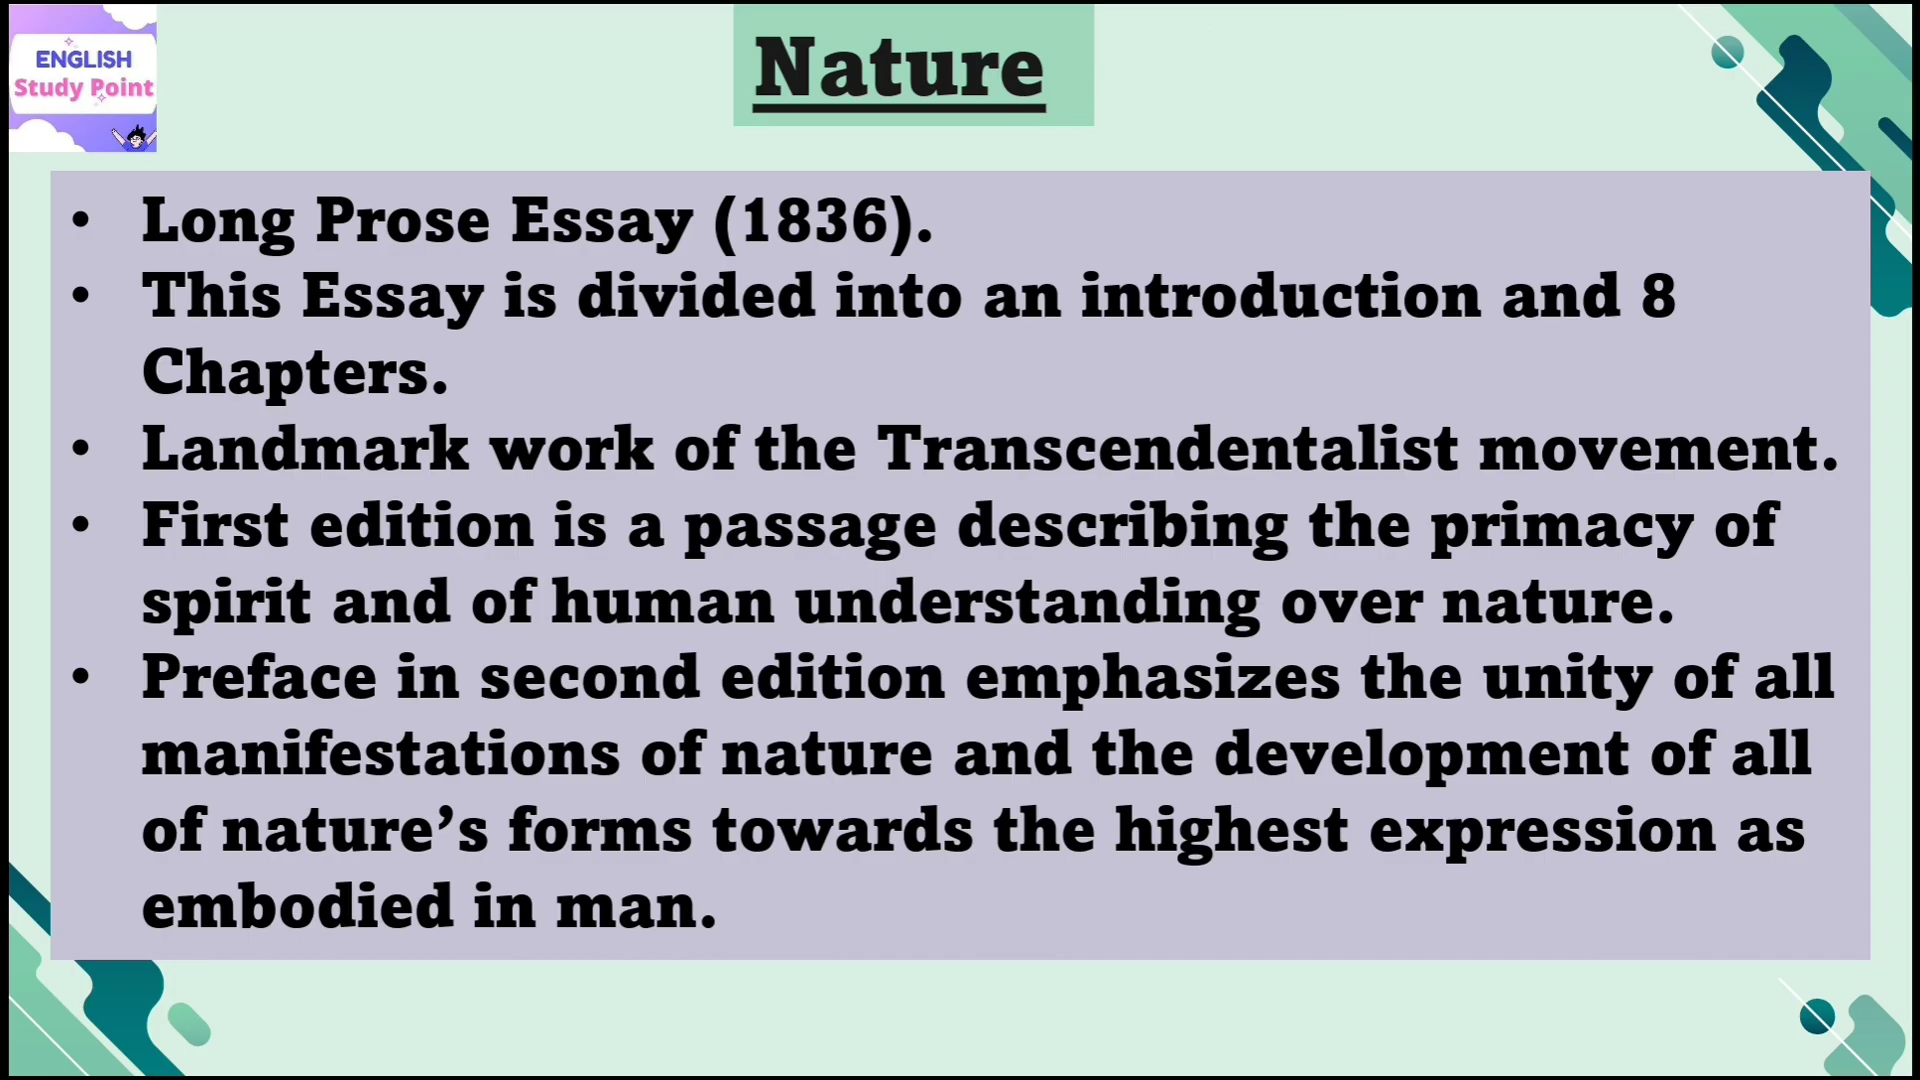 ENGLISH
Study Point
Nature
• Long Prose Essay (1836).
• This Essay is divided into an introduction and 8
Chapters.
• Landmark work of the Transcendentalist movement.
• First edition is a passage describing the primacy of
spirit and of human understanding over nature.
• Preface in second edition emphasizes the unity of all
manifestations of nature and the development of all
of nature’s forms towards the highest expression as
embodied in man.